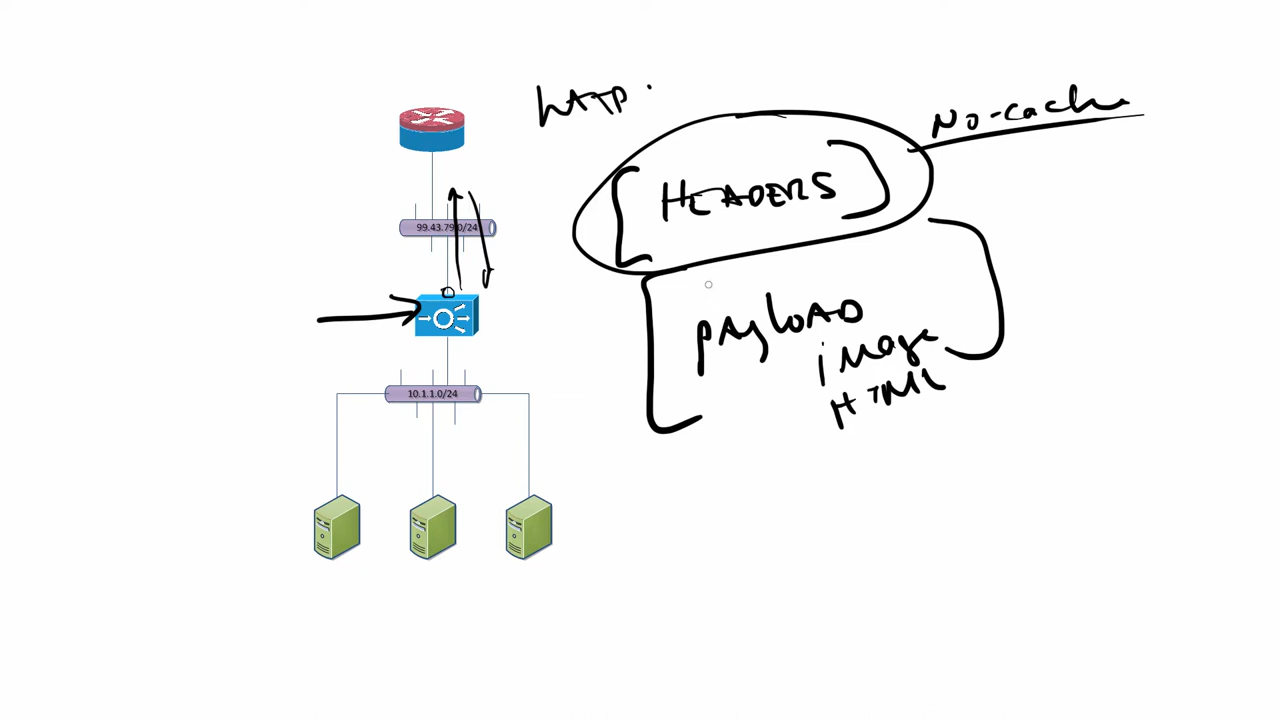 http.
No-cache
[HEADERS]
99.43.79.0/24
payLOAD
image
HTML
10.1.1.0/24